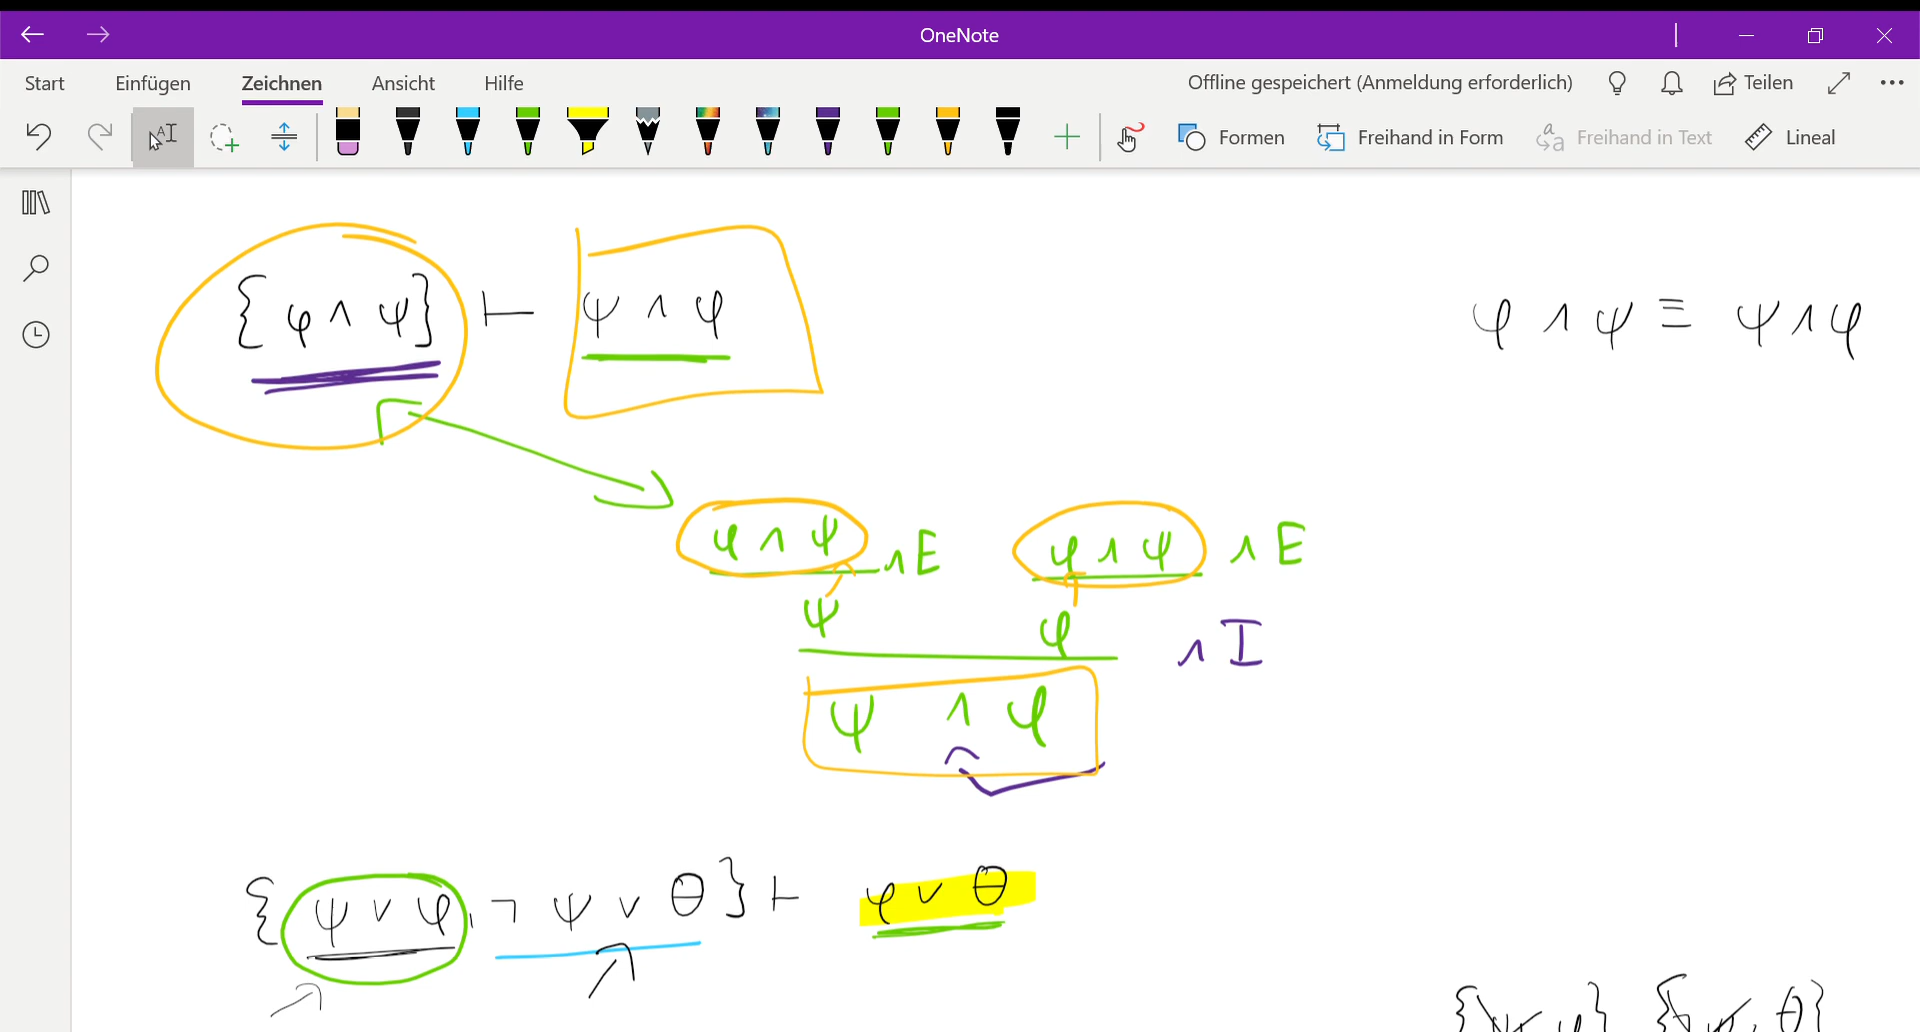 OneNote
Start Einfügen Zeichnen Ansicht Hilfe Offline gespeichert (Anmeldung erforderlich) Teilen
Formen Freihand in Form Freihand in Text Lineal
{φ ∧ ψ} ⊢ ψ ∧ φ
φ ∧ ψ ≡ ψ ∧ φ
φ ∧ ψ ∧E φ ∧ ψ ∧E
ψ φ ∧I
ψ ∧ φ
{ψ ∨ φ, ¬ψ ∨ θ} ⊢ φ ∨ θ